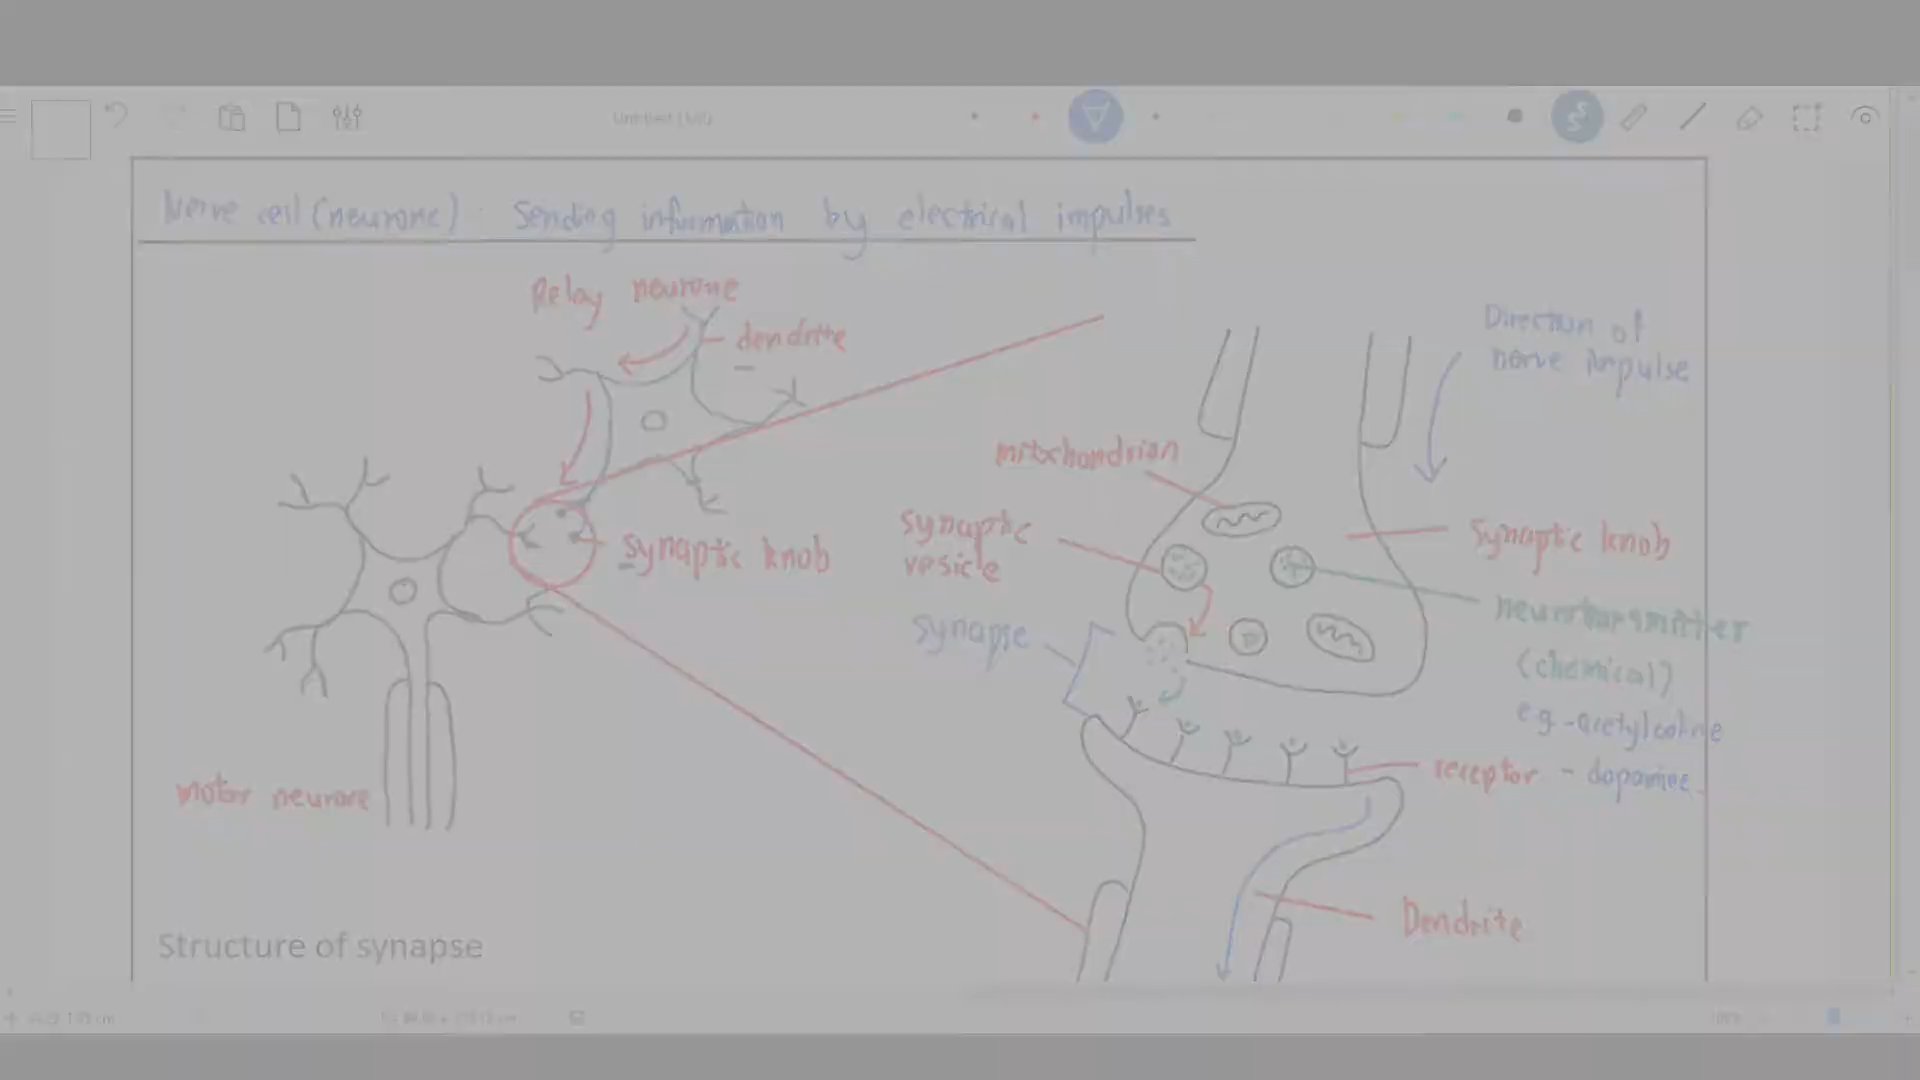 Nerve cell (neurone) : Sending information by electrical impulses
Relay neurone
dendrite
Direction of
nerve impulse
mitochondrion
synaptic
vesicle
synaptic knob
synaptic knob
synapse
neurotransmitter
(chemical)
eg -acetylcoline
receptor - dopamine
motor neurone
Dendrite
Structure of synapse